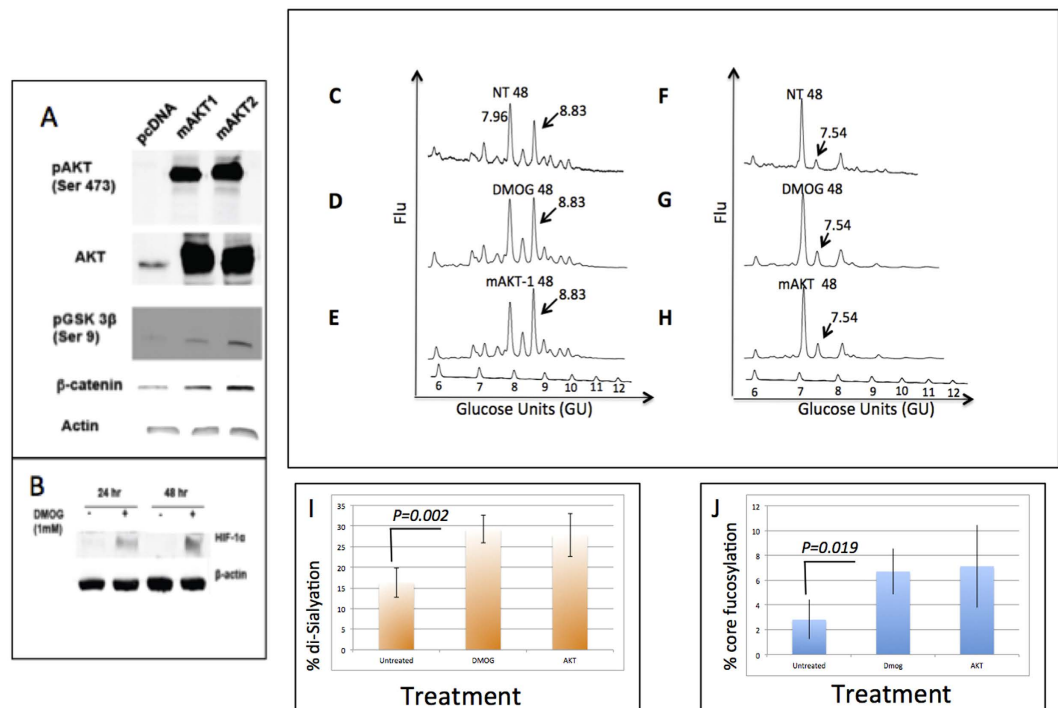 A
pcDNA
mAKT1
mAKT2
pAKT
(Ser 473)
AKT
pGSK 3β
(Ser 9)
β-catenin
Actin
B
24 hr
48 hr
DMOG
(1mM)
- + - +
HIF-1α
β-actin
C
NT 48
7.96
8.83
D
DMOG 48
8.83
E
mAKT-1 48
8.83
Flu
6 7 8 9 10 11 12
Glucose Units (GU)
F
NT 48
7.54
G
DMOG 48
7.54
H
mAKT 48
7.54
Flu
6 7 8 9 10 11 12
Glucose Units (GU)
I
P=0.002
35
30
25
20
15
10
5
0
% di-Sialyation
Untreated DMOG AKT
Treatment
J
P=0.019
12
10
8
6
4
2
0
% core fucosylation
Untreated Dmog AKT
Treatment